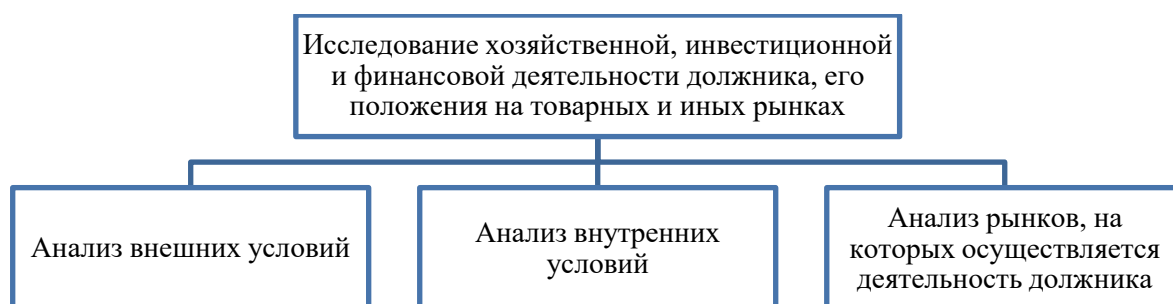 Исследование хозяйственной, инвестиционной
и финансовой деятельности должника, его
положения на товарных и иных рынках
Анализ внешних условий
Анализ внутренних
условий
Анализ рынков, на
которых осуществляется
деятельность должника